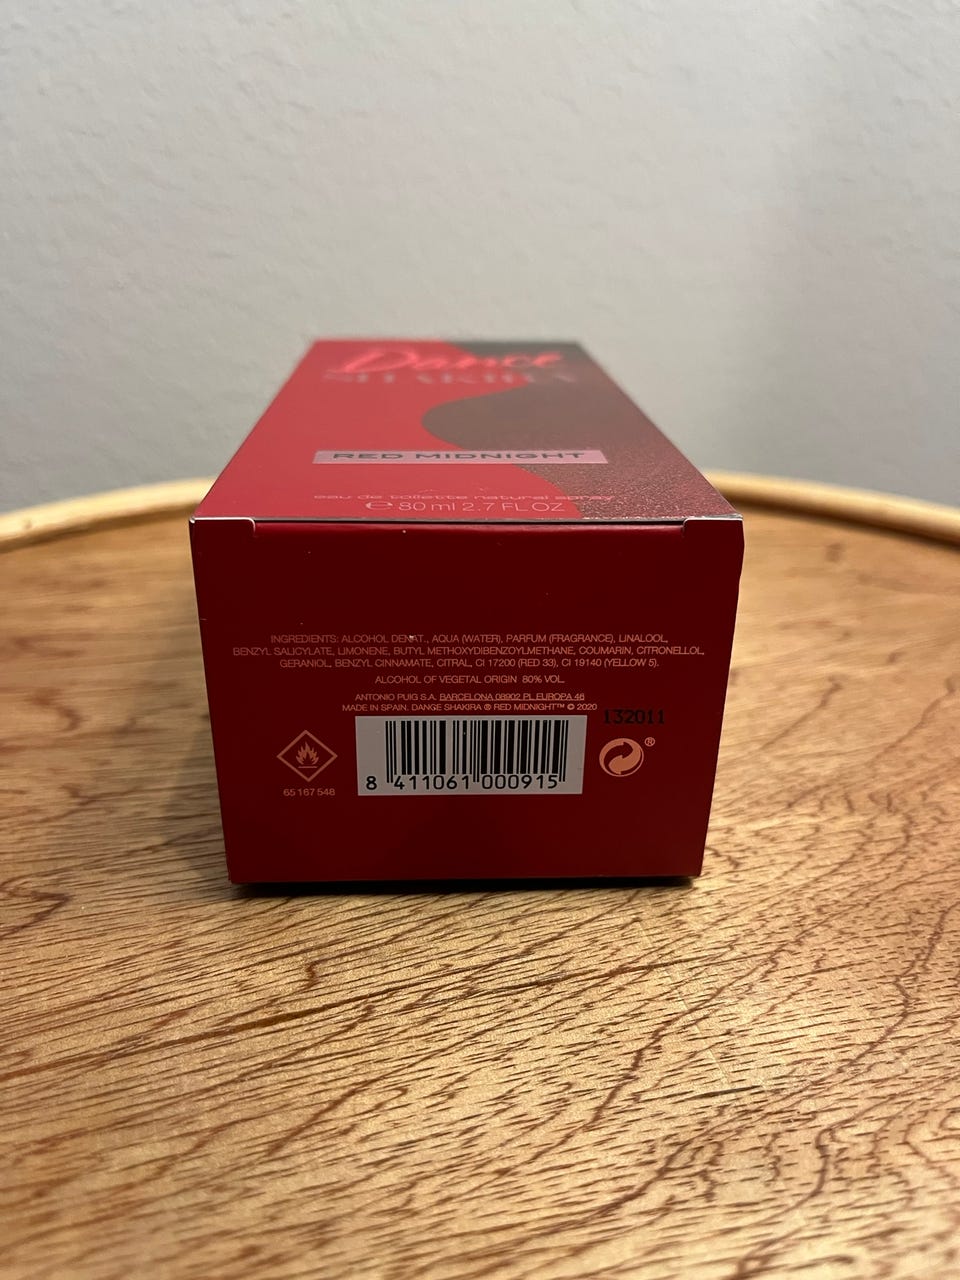 Dance
SHAKIRA
RED MIDNIGHT
eau de toilette natural spray
℮ 80 ml 2.7 FL OZ
INGREDIENTS: ALCOHOL DENAT., AQUA (WATER), PARFUM (FRAGRANCE), LINALOOL,
BENZYL SALICYLATE, LIMONENE, BUTYL METHOXYDIBENZOYLMETHANE, COUMARIN, CITRONELLOL,
GERANIOL, BENZYL CINNAMATE, CITRAL, CI 17200 (RED 33), CI 19140 (YELLOW 5).
ALCOHOL OF VEGETAL ORIGIN 80% VOL.
ANTONIO PUIG S.A. BARCELONA 08902 PL EUROPA 46
MADE IN SPAIN. DANCE SHAKIRA ® RED MIDNIGHT™ © 2020
132011
®
8 411061 000915
65 167 548